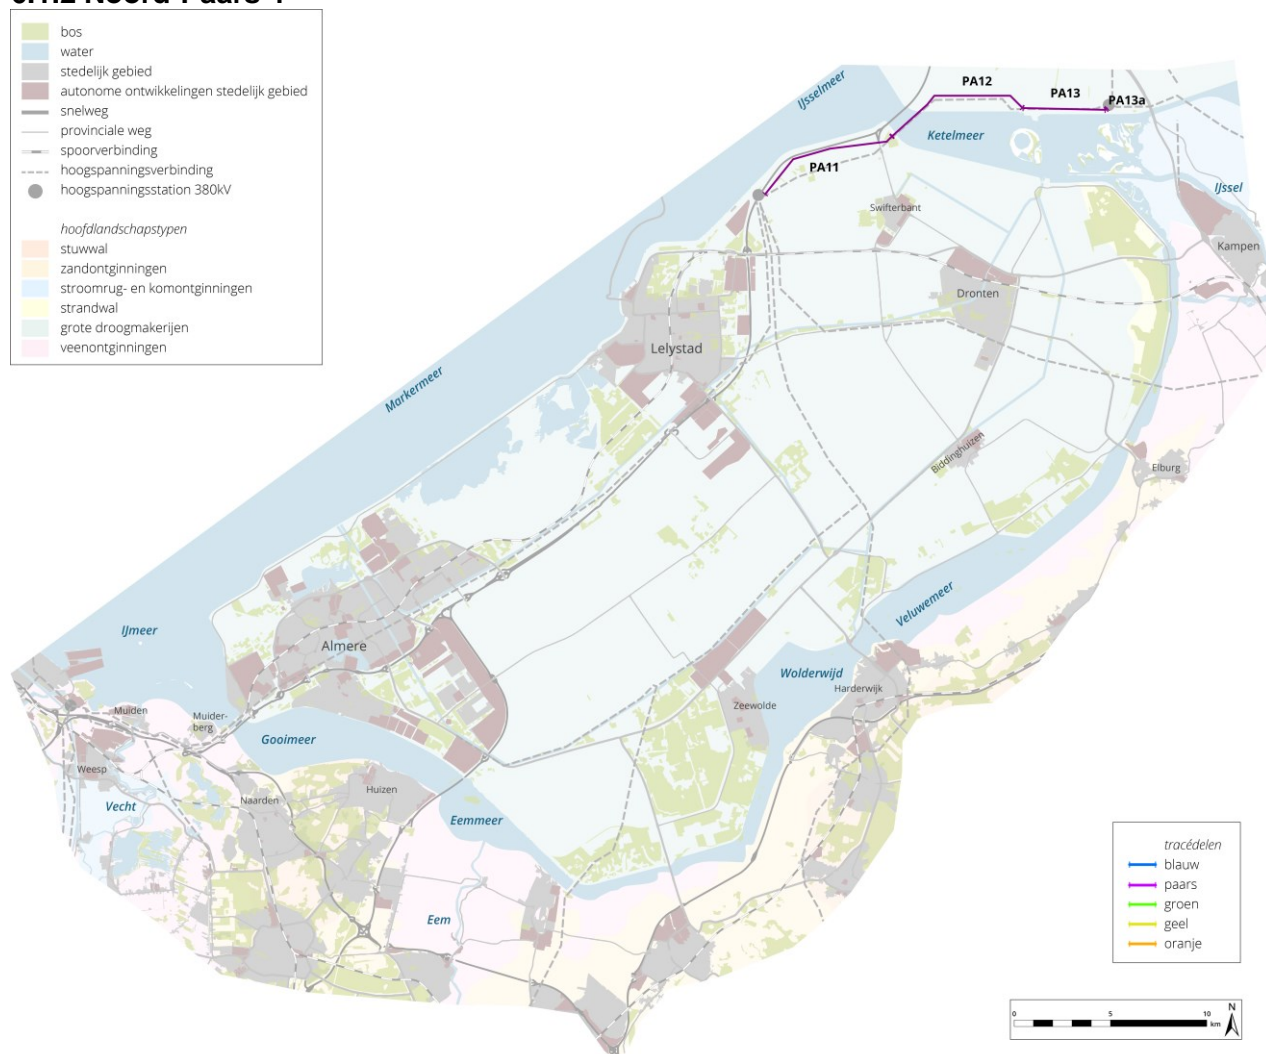 bos
water
stedelijk gebied
autonome ontwikkelingen stedelijk gebied
snelweg
provinciale weg
spoorverbinding
hoogspanningsverbinding
hoogspanningsstation 380kV
hoofdlandschapstypen
stuwwal
zandontginningen
stroomrug- en komontginningen
strandwal
grote droogmakerijen
veenontginningen
IJsselmeer
PA12
PA13
PA13a
Ketelmeer
PA11
IJssel
Swifterbant
Kampen
Dronten
Lelystad
Markermeer
Biddinghuizen
Elburg
Veluwemeer
IJmeer
Almere
Wolderwijd
Harderwijk
Zeewolde
Muiden
Muider-
berg
Gooimeer
Weesp
Huizen
Naarden
Vecht
Eemmeer
Eem
tracédelen
blauw
paars
groen
geel
oranje
0 5 10
km
N